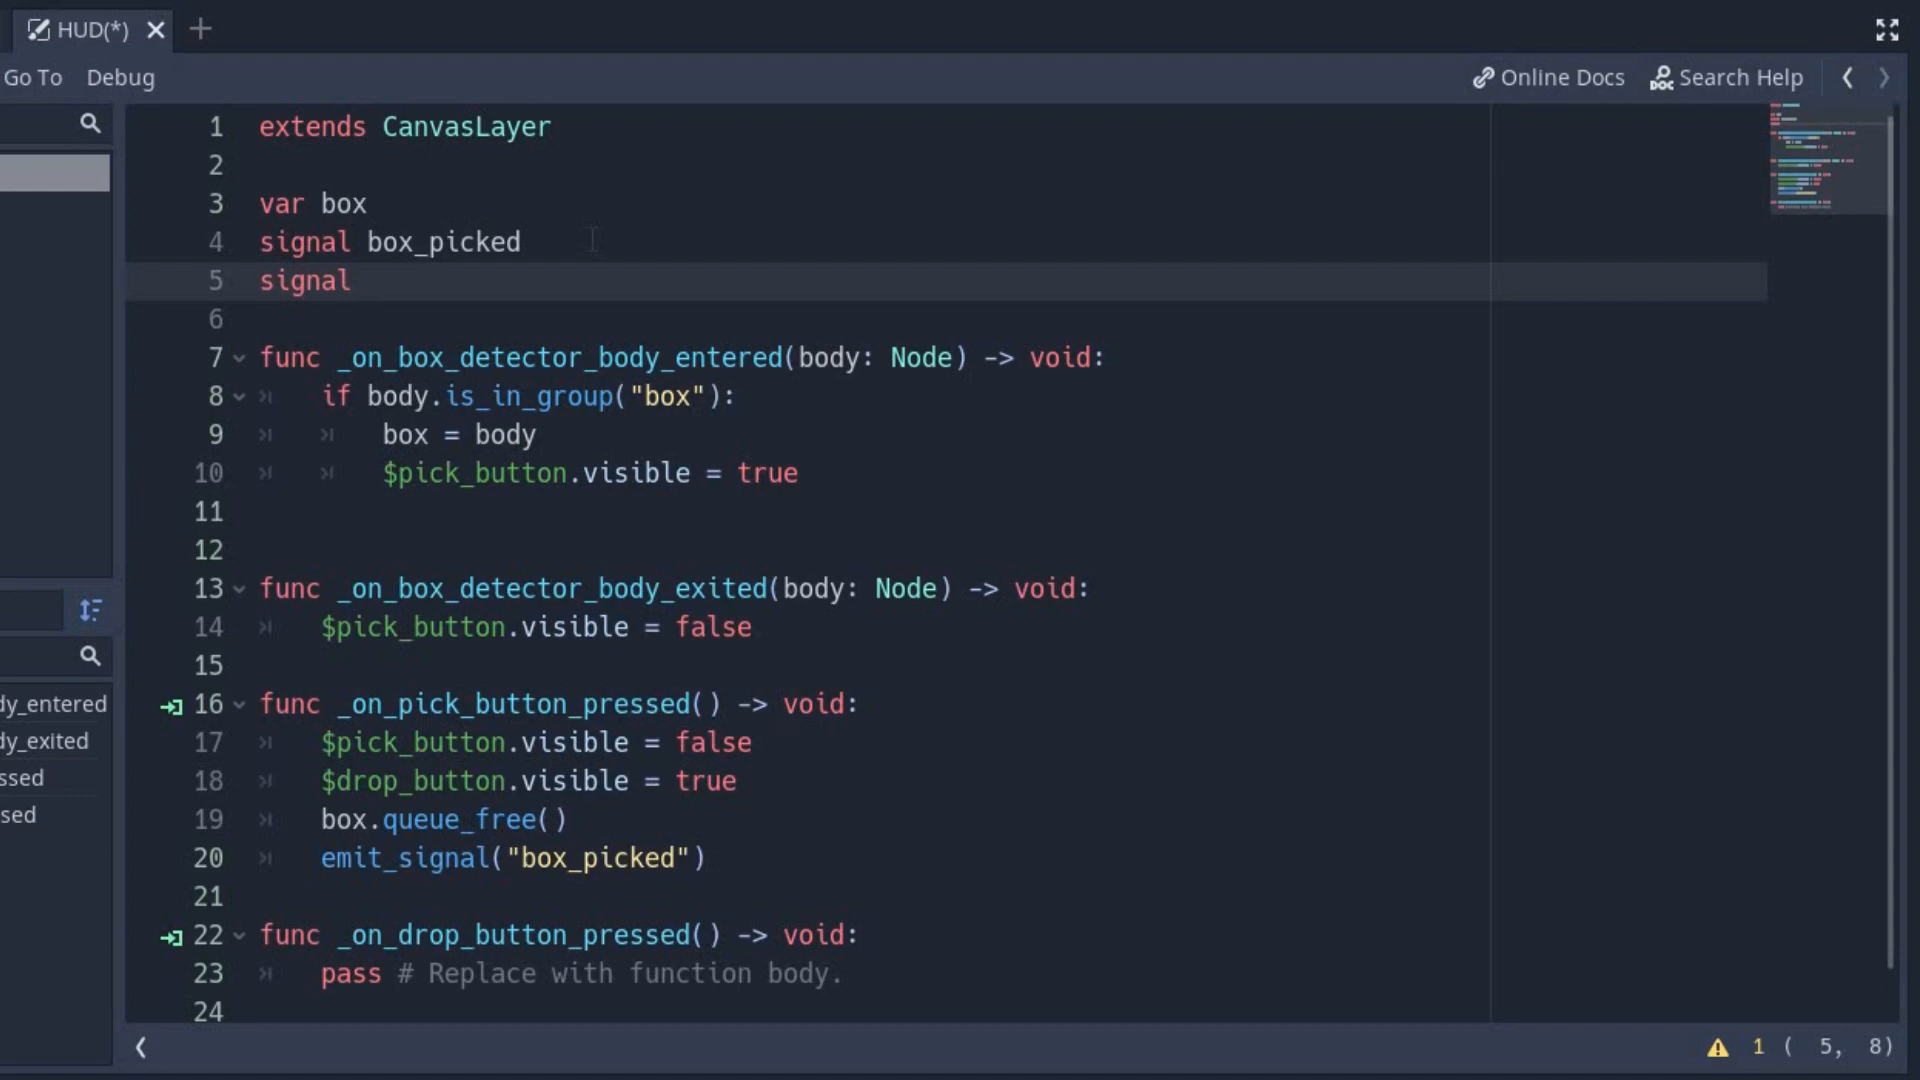 HUD(*)
Go To Debug Online Docs DOC Search Help
1 extends CanvasLayer
2
3 var box
4 signal box_picked
5 signal
6
7 func _on_box_detector_body_entered(body: Node) -> void:
8 if body.is_in_group("box"):
9 box = body
10 $pick_button.visible = true
11
12
13 func _on_box_detector_body_exited(body: Node) -> void:
14 $pick_button.visible = false
15
16 func _on_pick_button_pressed() -> void:
17 $pick_button.visible = false
18 $drop_button.visible = true
19 box.queue_free()
20 emit_signal("box_picked")
21
22 func _on_drop_button_pressed() -> void:
23 pass # Replace with function body.
24
dy_entered
dy_exited
ssed
sed
1 ( 5, 8)